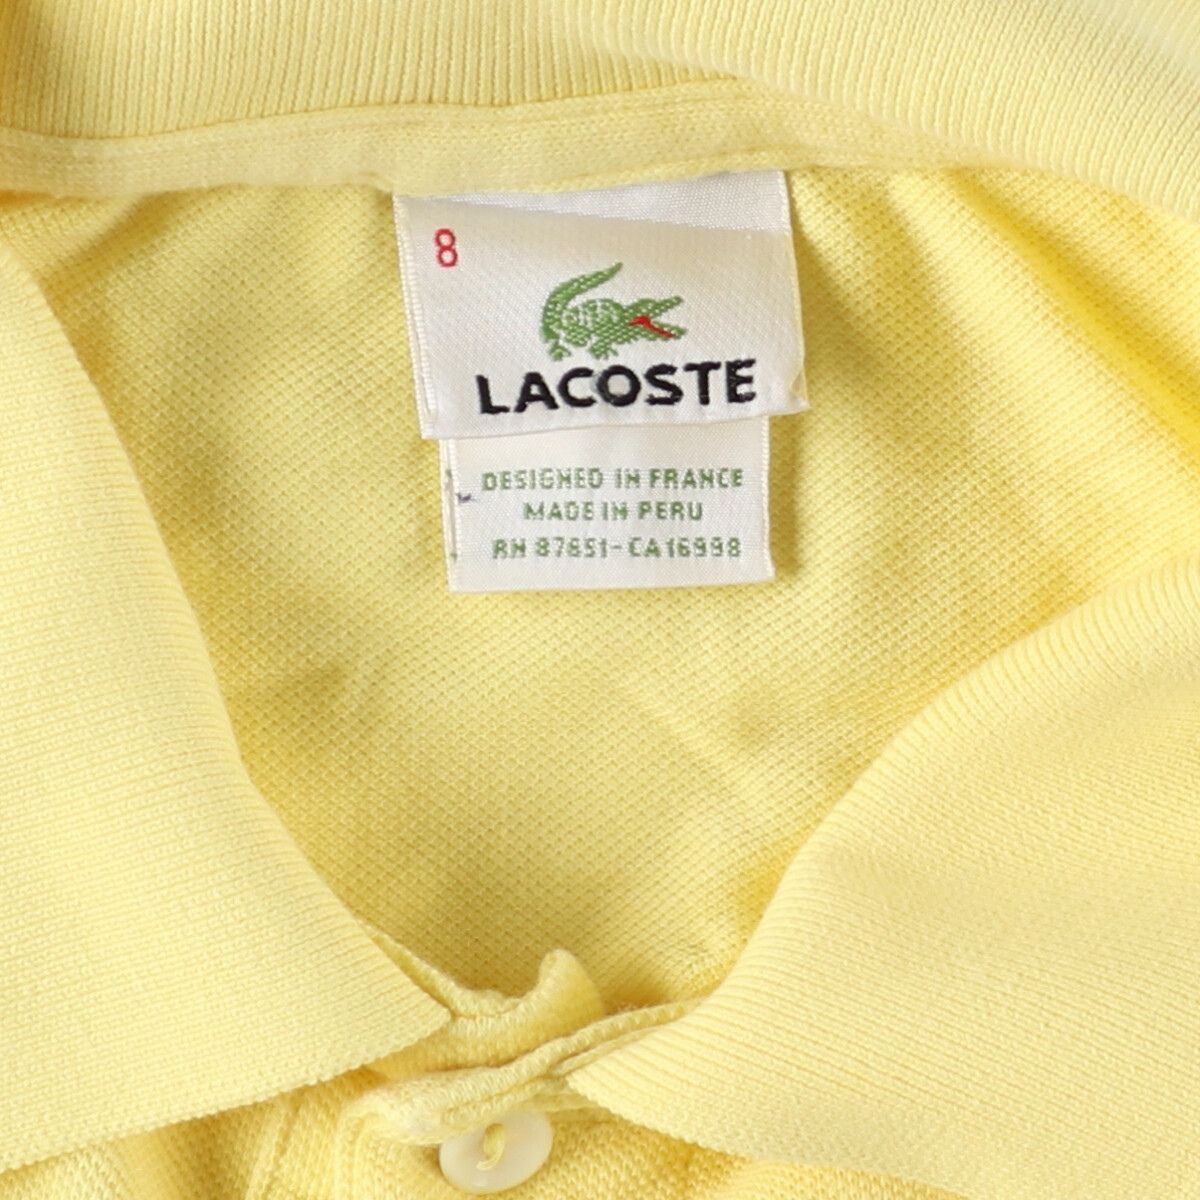 8
LACOSTE
DESIGNED IN FRANCE
MADE IN PERU
RN 87651-CA16998